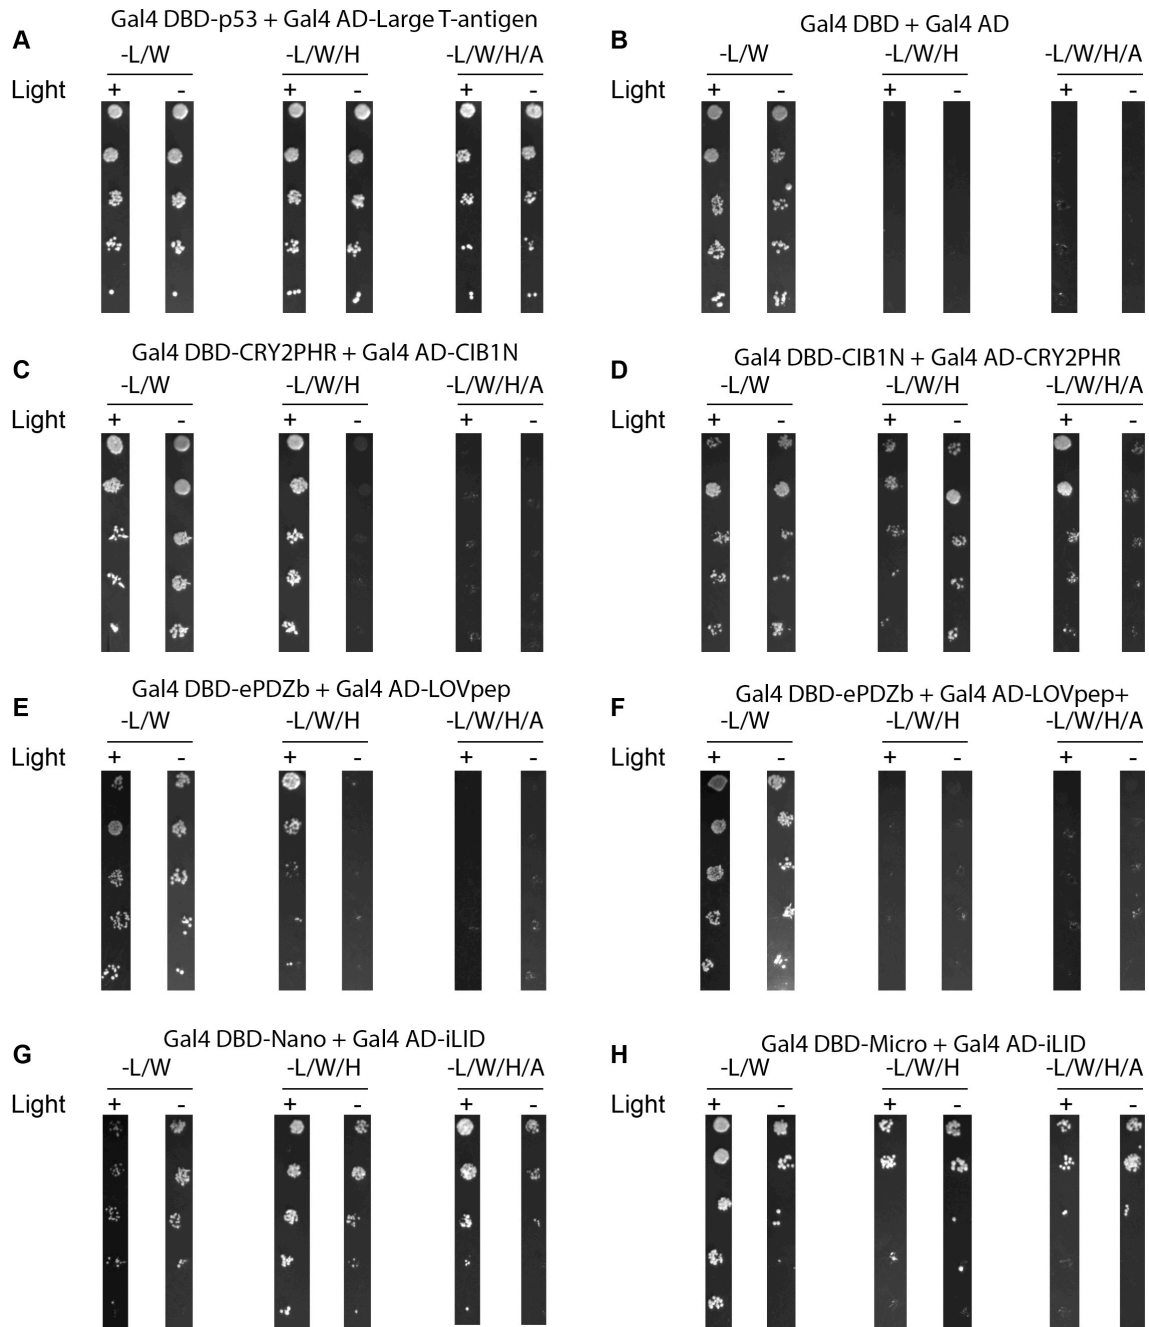 A Gal4 DBD-p53 + Gal4 AD-Large T-antigen
-L/W -L/W/H -L/W/H/A
Light + - + - + -
B Gal4 DBD + Gal4 AD
-L/W -L/W/H -L/W/H/A
Light + - + - + -
C Gal4 DBD-CRY2PHR + Gal4 AD-CIB1N
-L/W -L/W/H -L/W/H/A
Light + - + - + -
D Gal4 DBD-CIB1N + Gal4 AD-CRY2PHR
-L/W -L/W/H -L/W/H/A
Light + - + - + -
E Gal4 DBD-ePDZb + Gal4 AD-LOVpep
-L/W -L/W/H -L/W/H/A
Light + - + - + -
F Gal4 DBD-ePDZb + Gal4 AD-LOVpep+
-L/W -L/W/H -L/W/H/A
Light + - + - + -
G Gal4 DBD-Nano + Gal4 AD-iLID
-L/W -L/W/H -L/W/H/A
Light + - + - + -
H Gal4 DBD-Micro + Gal4 AD-iLID
-L/W -L/W/H -L/W/H/A
Light + - + - + -